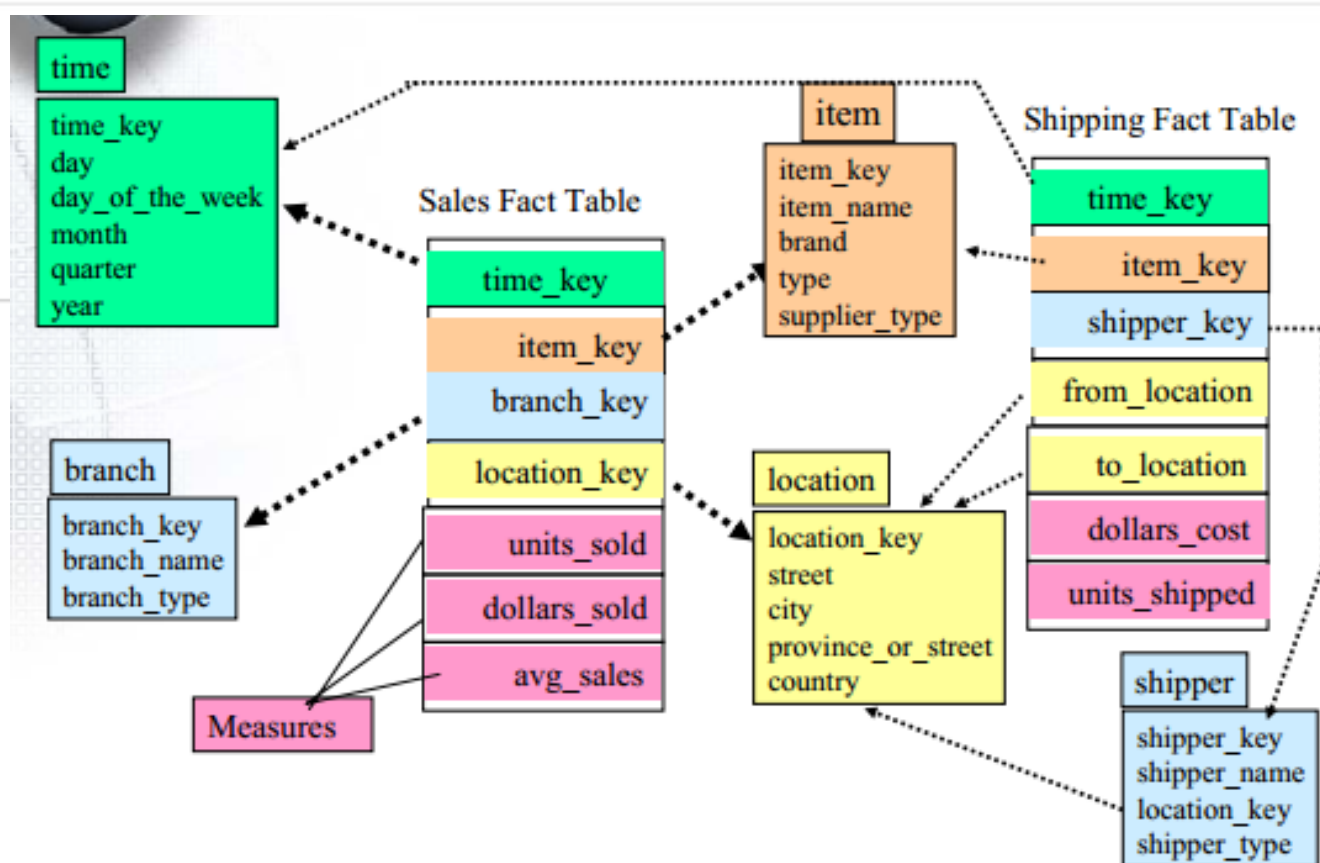 time
time_key
day
day_of_the_week
month
quarter
year
branch
branch_key
branch_name
branch_type
Measures
Sales Fact Table
time_key
item_key
branch_key
location_key
units_sold
dollars_sold
avg_sales
item
item_key
item_name
brand
type
supplier_type
location
location_key
street
city
province_or_street
country
Shipping Fact Table
time_key
item_key
shipper_key
from_location
to_location
dollars_cost
units_shipped
shipper
shipper_key
shipper_name
location_key
shipper_type